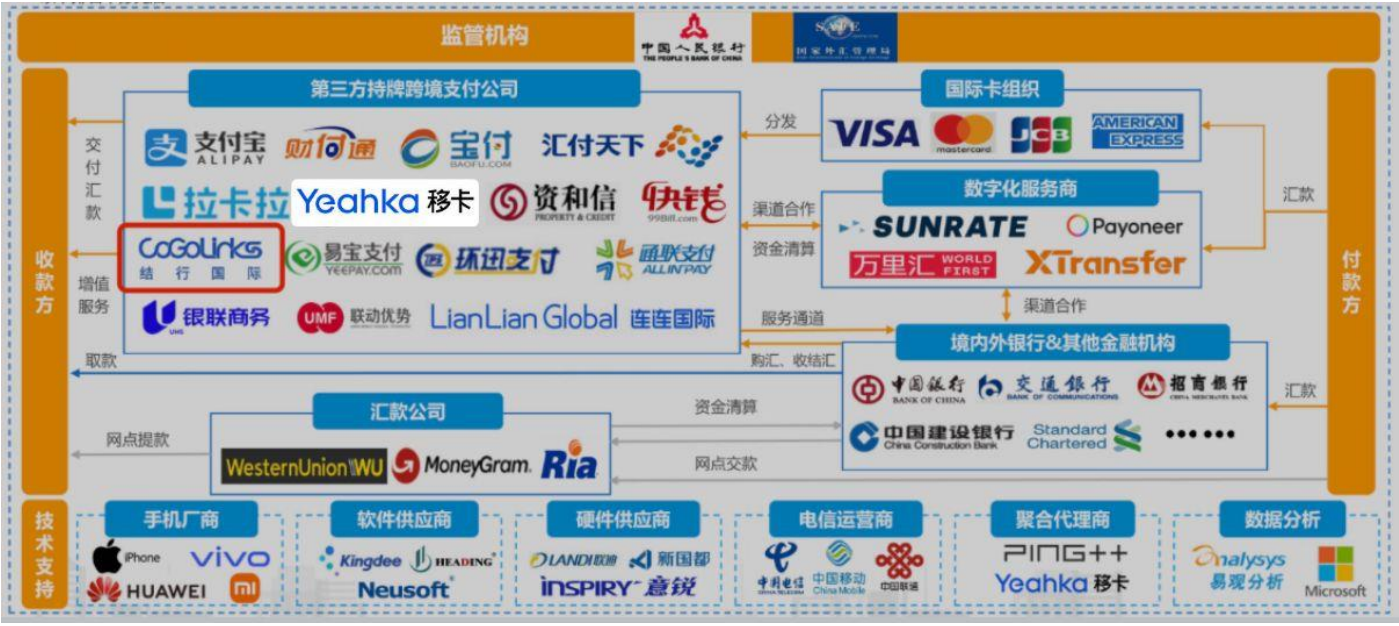 监管机构
中国人民银行
THE PEOPLE'S BANK OF CHINA
SAFE
国家外汇管理局
收款方
交付汇款
增值服务
取款
网点提款
第三方持牌跨境支付公司
支付宝
ALIPAY
财付通
宝付
BAOFU.COM
汇付天下
拉卡拉
Yeahka 移卡
资和信
PROPERTY & CREDIT
快钱
99Bill.com
CoGoLinks
结行国际
易宝支付
YEEPAY.COM
环迅支付
通联支付
ALLINPAY
银联商务
UMS
UMF 联动优势
LianLian Global 连连国际
分发
渠道合作
资金清算
服务通道
购汇、收结汇
国际卡组织
VISA
mastercard
JCB
AMERICAN
EXPRESS
数字化服务商
SUNRATE
Payoneer
万里汇 WORLD
FIRST
XTransfer
渠道合作
境内外银行&其他金融机构
中国银行
BANK OF CHINA
交通银行
BANK OF COMMUNICATIONS
招商银行
CHINA MERCHANTS BANK
中国建设银行
China Construction Bank
Standard
Chartered
•••  •••
汇款
汇款
付款方
汇款公司
WesternUnion WU
MoneyGram.
Ria
资金清算
网点交款
技术支持
手机厂商
iPhone
vivo
HUAWEI
mi
软件供应商
Kingdee
HEADING
Neusoft
硬件供应商
LANDI联迪
新国都
iNSPIRY 意锐
电信运营商
中国电信
CHINA TELECOM
中国移动
China Mobile
中国联通
聚合代理商
PING++
Yeahka 移卡
数据分析
analysys
易观分析
Microsoft